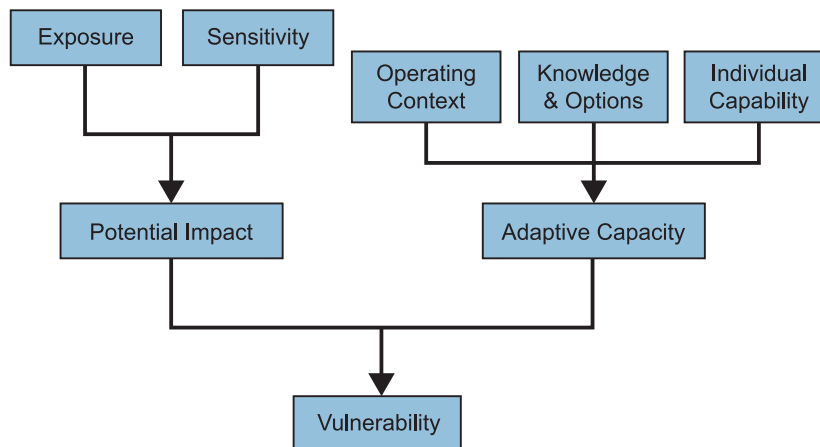 Exposure
Sensitivity
Operating
Context
Knowledge
& Options
Individual
Capability
Potential Impact
Adaptive Capacity
Vulnerability